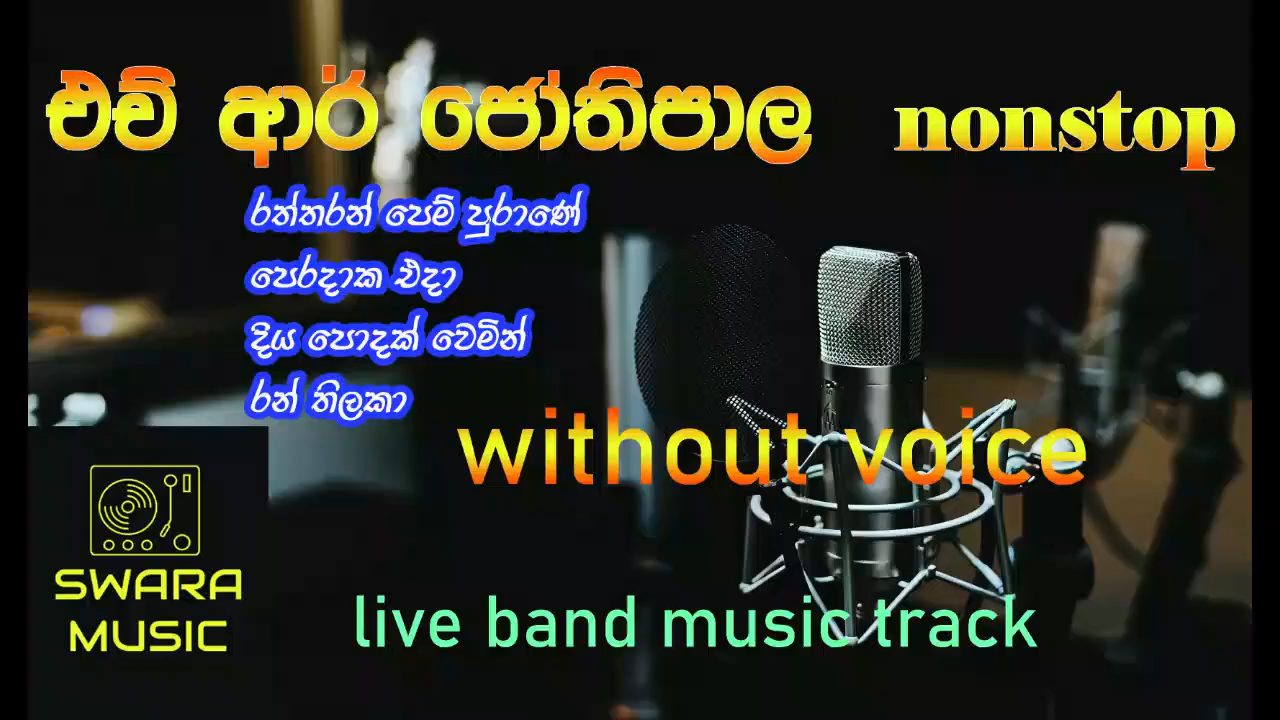 එච් ආර් ජෝතිපාල nonstop
රත්තරන් පෙම් පුරාණේ
පෙරදාක එදා
දිය පොදක් වෙමින්
රන් තිලකා
without voice
SWARA
MUSIC
live band music track